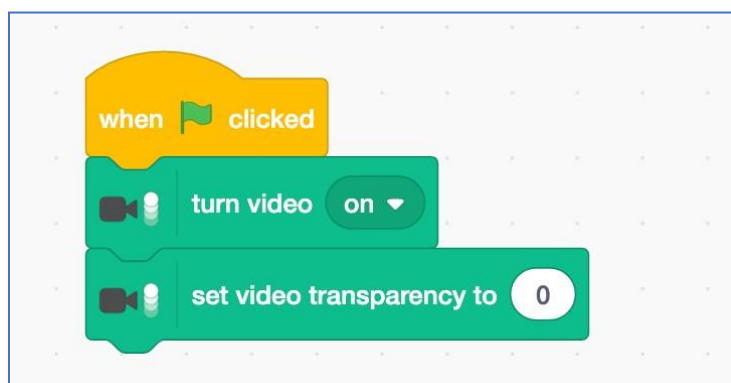 when clicked
turn video on
set video transparency to 0